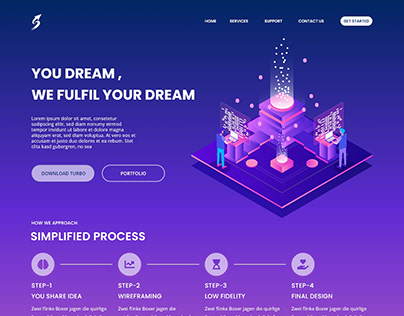 HOME SERVICES SUPPORT CONTACT US GET STARTED
YOU DREAM ,
WE FULFIL YOUR DREAM
Lorem ipsum dolor sit amet, consetetur
sadipscing elitr, sed diam nonumy eirmod
tempor invidunt ut labore et dolore magna
aliquyam erat, sed diam voluptua. At vero eos et
accusam et justo duo dolores et ea rebum. Stet
clita kasd gubergren, no sea
DOWNLOAD TURBO PORTFOLIO
HOW WE APPROACH
SIMPLIFIED PROCESS
STEP-1 STEP-2 STEP-3 STEP-4
YOU SHARE IDEA WIREFRAMING LOW FIDELITY FINAL DESIGN
Zwei flinke Boxer jagen die quirlige Zwei flinke Boxer jagen die quirlige Zwei flinke Boxer jagen die quirlige Zwei flinke Boxer jagen die quirlige